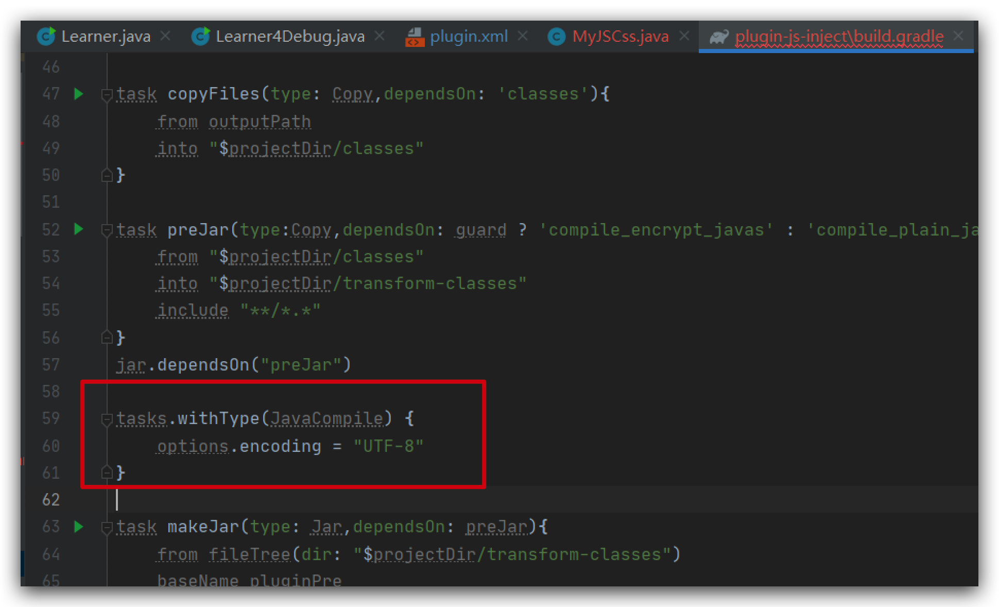 Learner.java Learner4Debug.java plugin.xml MyJSCss.java plugin-js-inject\build.gradle
46
47 task copyFiles(type: Copy,dependsOn: 'classes'){
48 from outputPath
49 into "$projectDir/classes"
50 }
51
52 task preJar(type:Copy,dependsOn: guard ? 'compile_encrypt_javas' : 'compile_plain_ja
53 from "$projectDir/classes"
54 into "$projectDir/transform-classes"
55 include "**/*.*"
56 }
57 jar.dependsOn("preJar")
58
59 tasks.withType(JavaCompile) {
60 options.encoding = "UTF-8"
61 }
62
63 task makeJar(type: Jar,dependsOn: preJar){
64 from fileTree(dir: "$projectDir/transform-classes")
65 baseName pluginPre